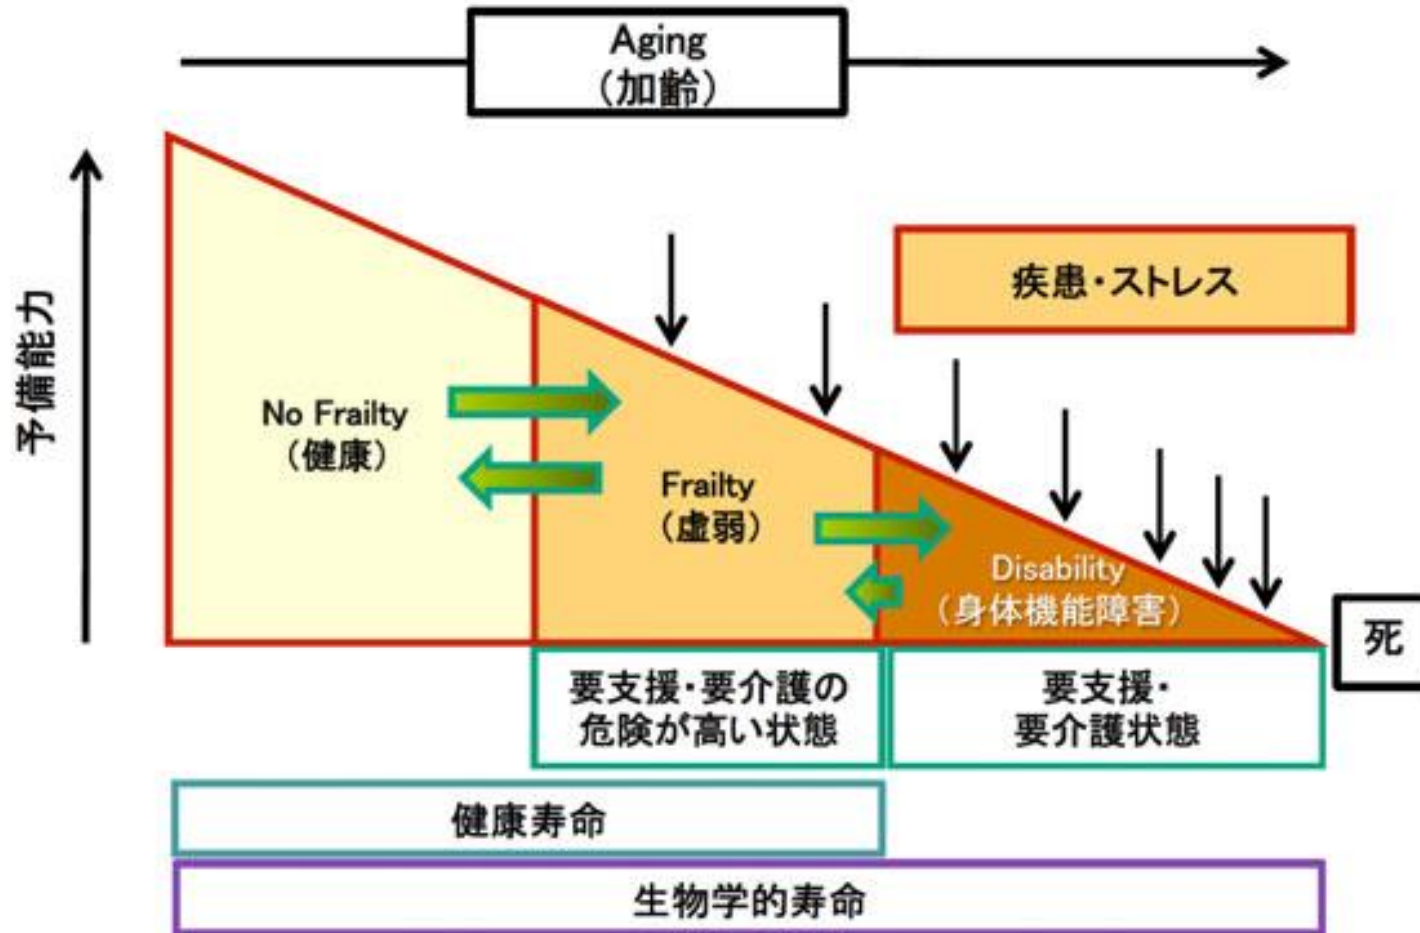 Aging
（加齢）
予備能力
疾患・ストレス
No Frailty
（健康）
Frailty
（虚弱）
Disability
（身体機能障害）
死
要支援・要介護の
危険が高い状態
要支援・
要介護状態
健康寿命
生物学的寿命